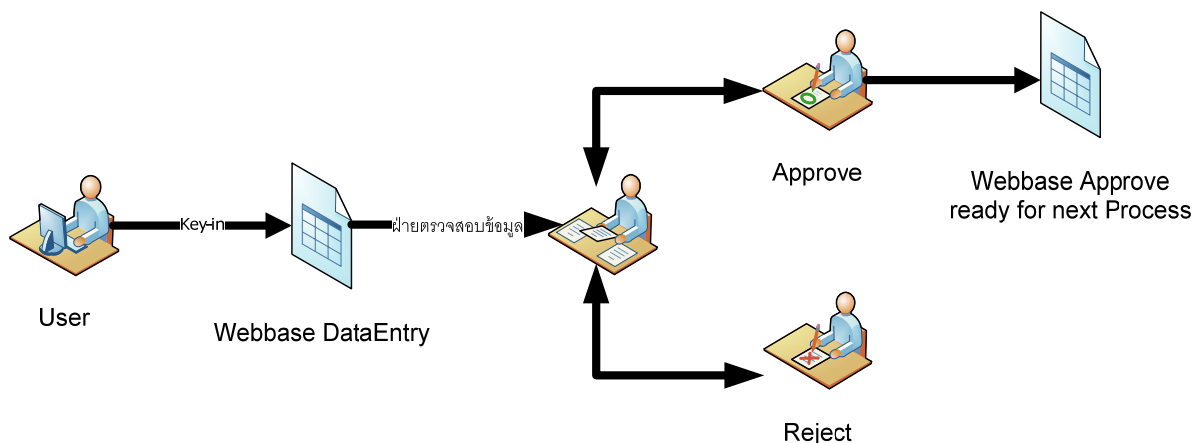 User
Key-in
Webbase DataEntry
ฝ่ายตรวจสอบข้อมูล
Approve
Webbase Approve
ready for next Process
Reject